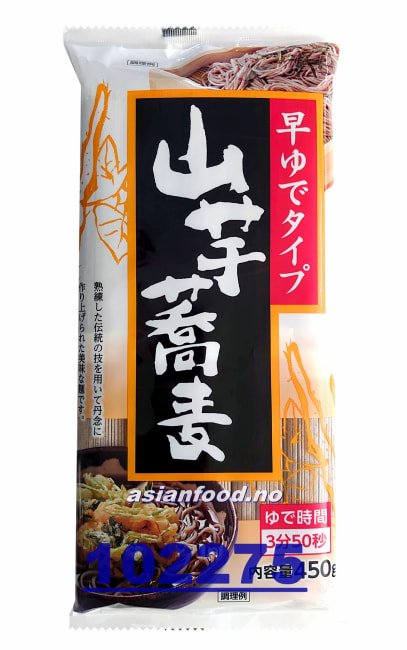 調理例
早ゆでタイプ
山芋蕎麦
熟練した伝統の技を用いて丹念に
作り上げられた美味な麺です。
asianfood.no
ゆで時間
3分50秒
102275
内容量450g
調理例